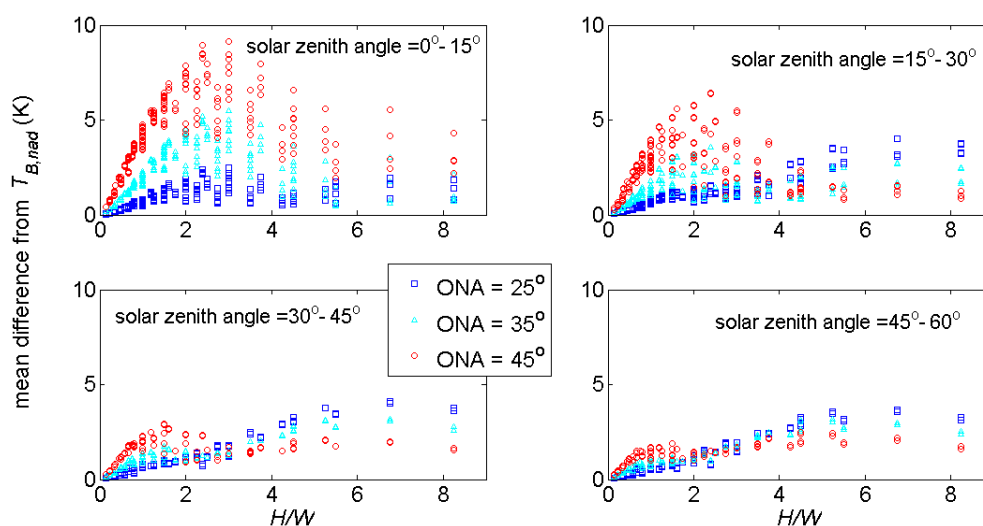 mean difference from T_B,nad (K)
10
solar zenith angle =0°- 15°
5
0
0 2 4 6 8
10
solar zenith angle =15°- 30°
5
0
0 2 4 6 8
10
solar zenith angle =30°- 45°
5
0
0 2 4 6 8
H/W
ONA = 25°
ONA = 35°
ONA = 45°
10
solar zenith angle =45°- 60°
5
0
0 2 4 6 8
H/W